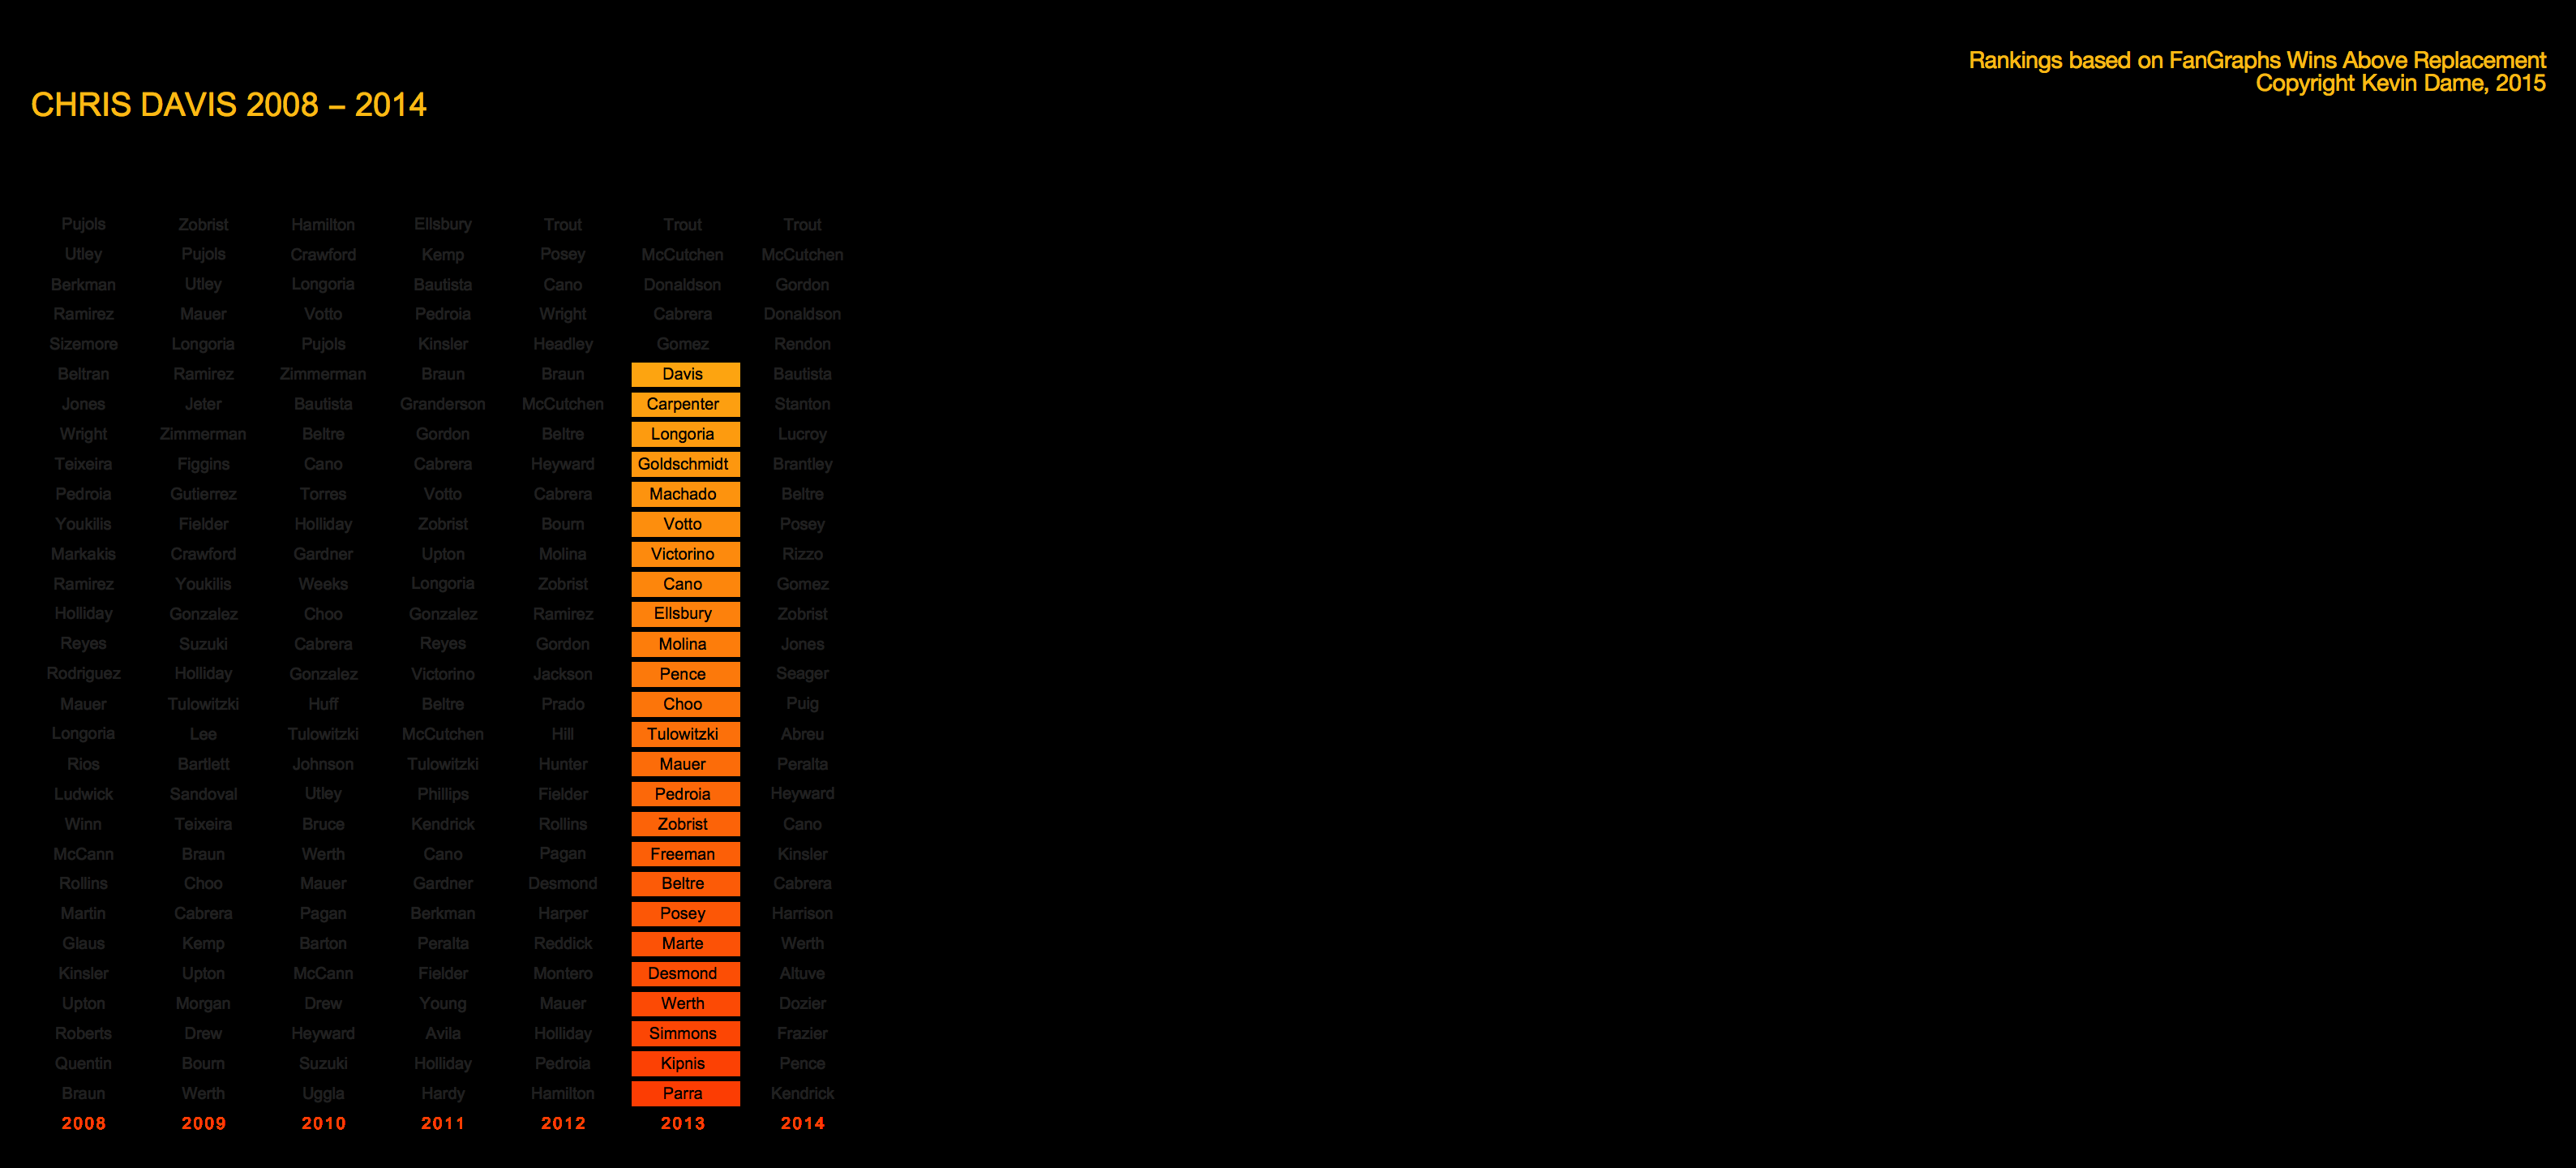 Rankings based on FanGraphs Wins Above Replacement
Copyright Kevin Dame, 2015
CHRIS DAVIS 2008 – 2014
Pujols Zobrist Hamilton Ellsbury Trout Trout Trout
Utley Pujols Crawford Kemp Posey McCutchen McCutchen
Berkman Utley Longoria Bautista Cano Donaldson Gordon
Ramirez Mauer Votto Pedroia Wright Cabrera Donaldson
Sizemore Longoria Pujols Kinsler Headley Gomez Rendon
Beltran Ramirez Zimmerman Braun Braun Davis Bautista
Jones Jeter Bautista Granderson McCutchen Carpenter Stanton
Wright Zimmerman Beltre Gordon Beltre Longoria Lucroy
Teixeira Figgins Cano Cabrera Heyward Goldschmidt Brantley
Pedroia Gutierrez Torres Votto Cabrera Machado Beltre
Youkilis Fielder Holliday Zobrist Bourn Votto Posey
Markakis Crawford Gardner Upton Molina Victorino Rizzo
Ramirez Youkilis Weeks Longoria Zobrist Cano Gomez
Holliday Gonzalez Choo Gonzalez Ramirez Ellsbury Zobrist
Reyes Suzuki Cabrera Reyes Gordon Molina Jones
Rodriguez Holliday Gonzalez Victorino Jackson Pence Seager
Mauer Tulowitzki Huff Beltre Prado Choo Puig
Longoria Lee Tulowitzki McCutchen Hill Tulowitzki Abreu
Rios Bartlett Johnson Tulowitzki Hunter Mauer Peralta
Ludwick Sandoval Utley Phillips Fielder Pedroia Heyward
Winn Teixeira Bruce Kendrick Rollins Zobrist Cano
McCann Braun Werth Cano Pagan Freeman Kinsler
Rollins Choo Mauer Gardner Desmond Beltre Cabrera
Martin Cabrera Pagan Berkman Harper Posey Harrison
Glaus Kemp Barton Peralta Reddick Marte Werth
Kinsler Upton McCann Fielder Montero Desmond Altuve
Upton Morgan Drew Young Mauer Werth Dozier
Roberts Drew Heyward Avila Holliday Simmons Frazier
Quentin Bourn Suzuki Holliday Pedroia Kipnis Pence
Braun Werth Uggla Hardy Hamilton Parra Kendrick
2008 2009 2010 2011 2012 2013 2014